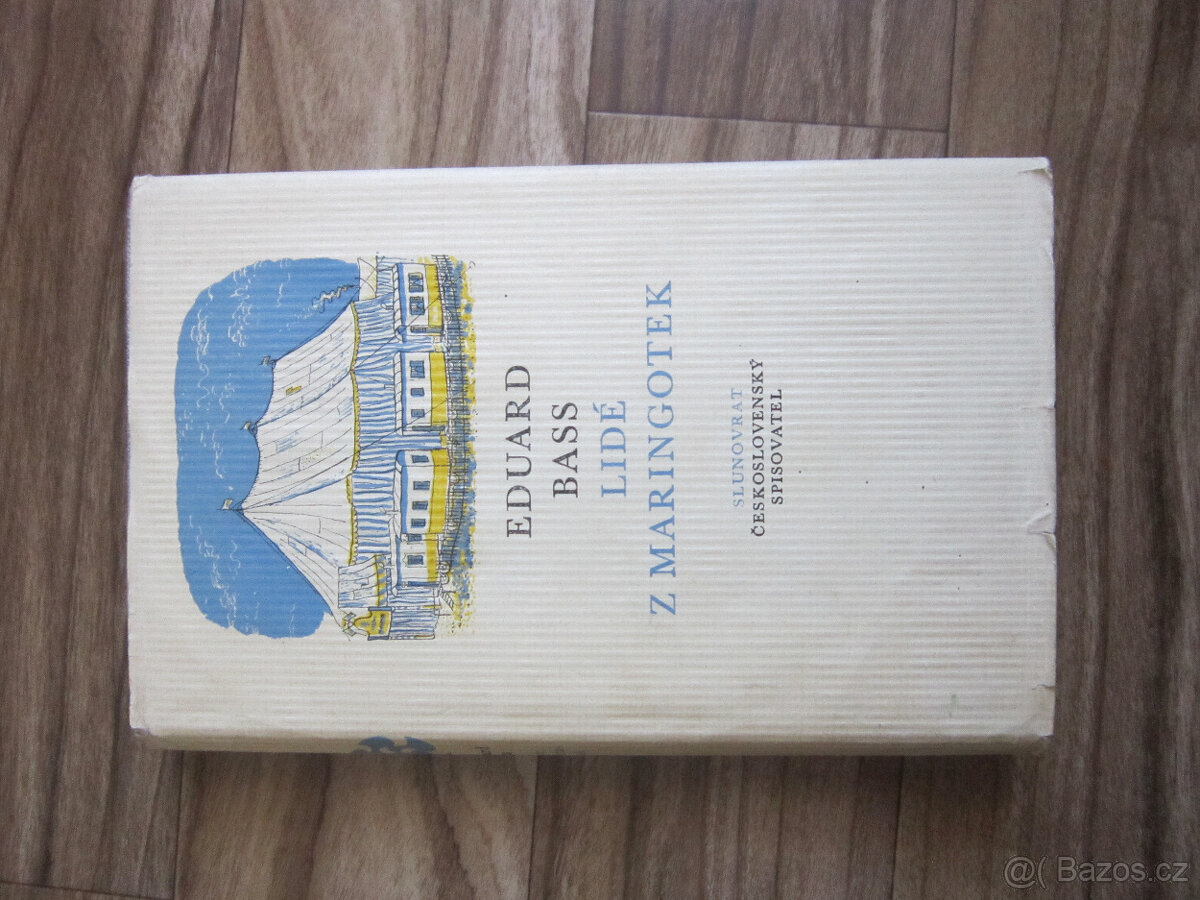 EDUARD
BASS
LIDÉ
Z MARINGOTEK
SLUNOVRAT
ČESKOSLOVENSKÝ
SPISOVATEL
@( Bazos.cz